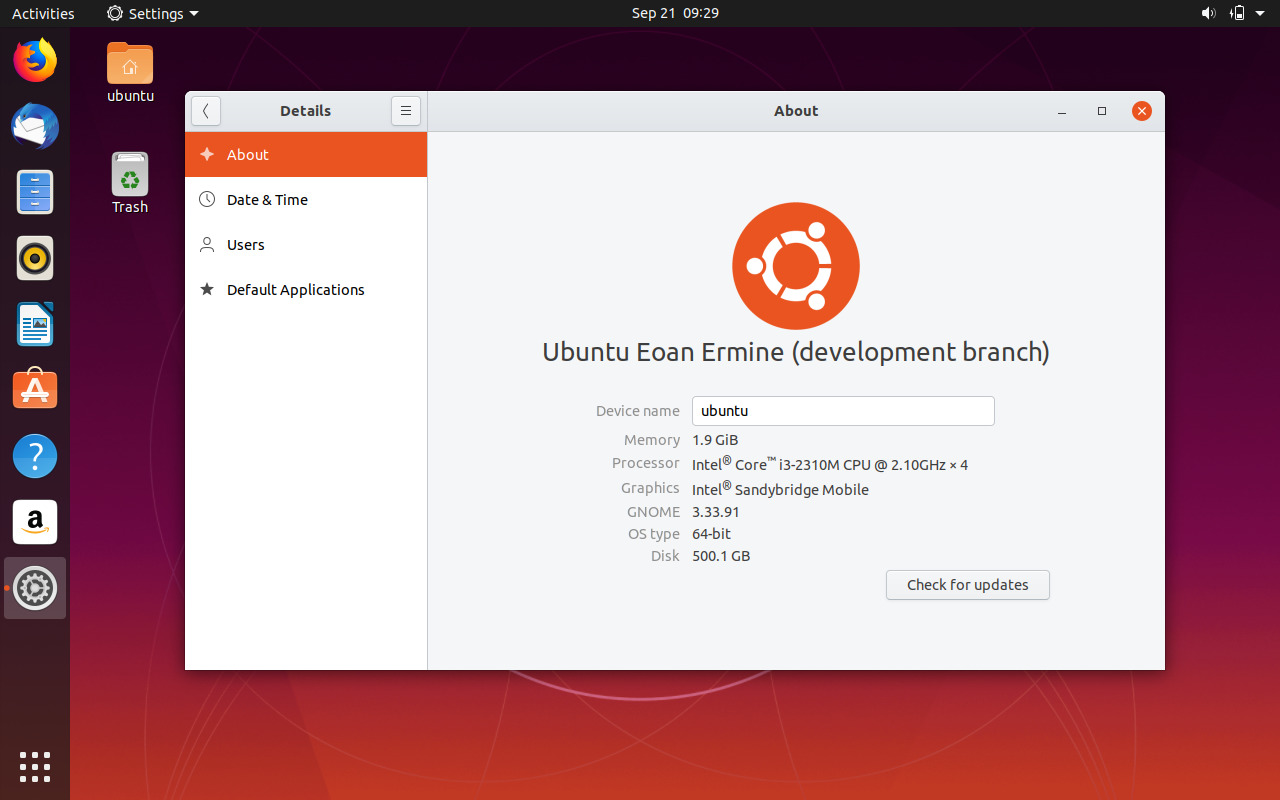 Activities
Settings
Sep 21 09:29
ubuntu
Trash
Details
About
About
Date & Time
Users
Default Applications
Ubuntu Eoan Ermine (development branch)
Device name ubuntu
Memory 1.9 GiB
Processor Intel® Core™ i3-2310M CPU @ 2.10GHz × 4
Graphics Intel® Sandybridge Mobile
GNOME 3.33.91
OS type 64-bit
Disk 500.1 GB
Check for updates
?
a